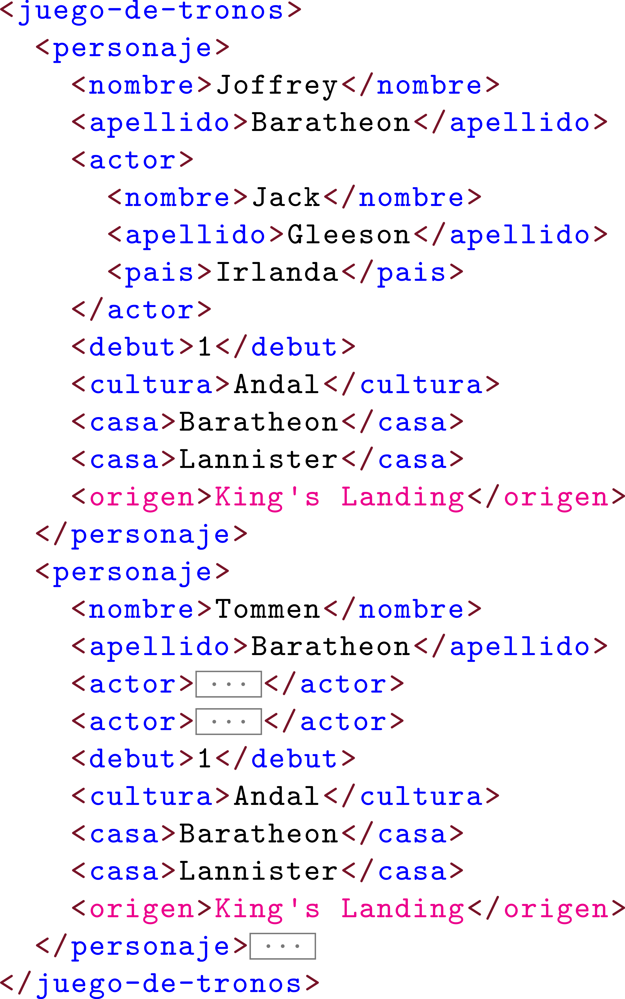 <juego-de-tronos>
<personaje>
<nombre>Joffrey</nombre>
<apellido>Baratheon</apellido>
<actor>
<nombre>Jack</nombre>
<apellido>Gleeson</apellido>
<pais>Irlanda</pais>
</actor>
<debut>1</debut>
<cultura>Andal</cultura>
<casa>Baratheon</casa>
<casa>Lannister</casa>
<origen>King's Landing</origen>
</personaje>
<personaje>
<nombre>Tommen</nombre>
<apellido>Baratheon</apellido>
<actor>...</actor>
<actor>...</actor>
<debut>1</debut>
<cultura>Andal</cultura>
<casa>Baratheon</casa>
<casa>Lannister</casa>
<origen>King's Landing</origen>
</personaje>...
</juego-de-tronos>